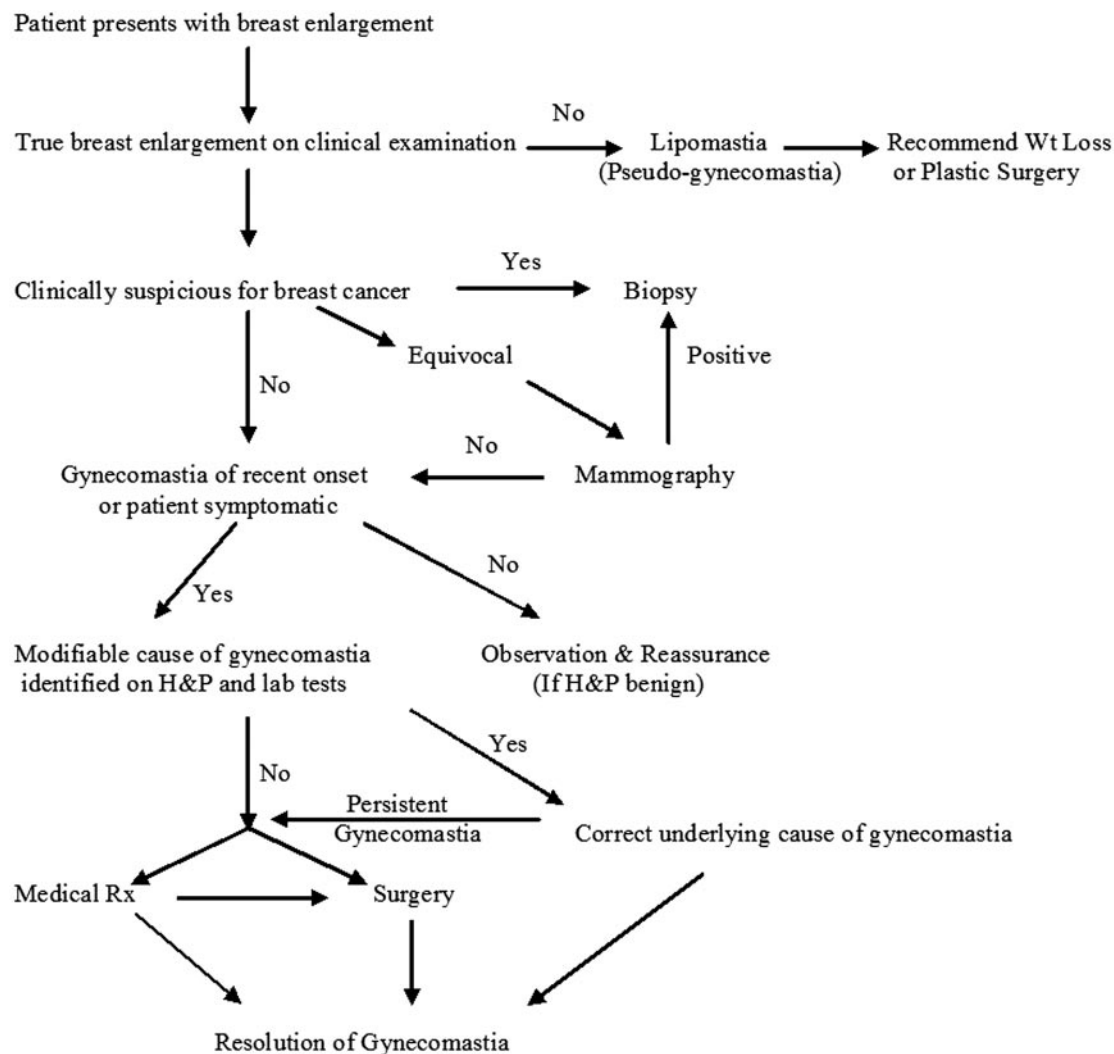 Patient presents with breast enlargement
No
True breast enlargement on clinical examination
Lipomastia
(Pseudo-gynecomastia)
Recommend Wt Loss
or Plastic Surgery
Yes
Clinically suspicious for breast cancer
Biopsy
Equivocal
Positive
No
No
Gynecomastia of recent onset
or patient symptomatic
Mammography
No
Yes
Modifiable cause of gynecomastia
identified on H&P and lab tests
Observation & Reassurance
(If H&P benign)
Yes
No
Persistent
Gynecomastia
Correct underlying cause of gynecomastia
Medical Rx
Surgery
Resolution of Gynecomastia